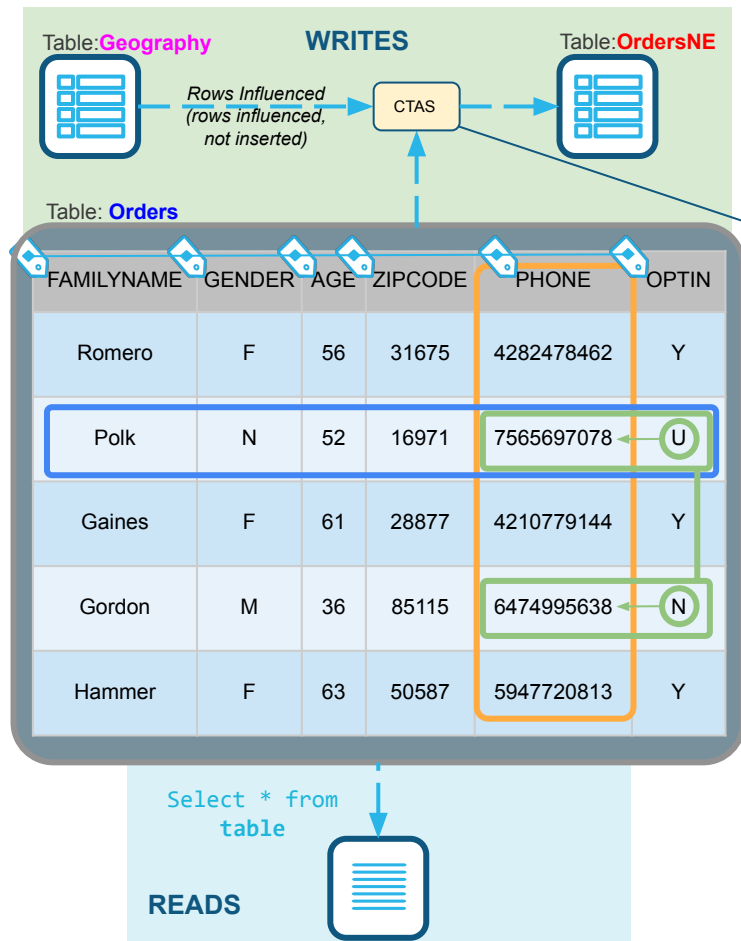 WRITES
Table:Geography
Table:OrdersNE
Rows Influenced
(rows influenced,
not inserted)
CTAS
Table: Orders
FAMILYNAME GENDER AGE ZIPCODE PHONE OPTIN
Romero F 56 31675 4282478462 Y
Polk N 52 16971 7565697078 U
Gaines F 61 28877 4210779144 Y
Gordon M 36 85115 6474995638 N
Hammer F 63 50587 5947720813 Y
Select * from
table
READS